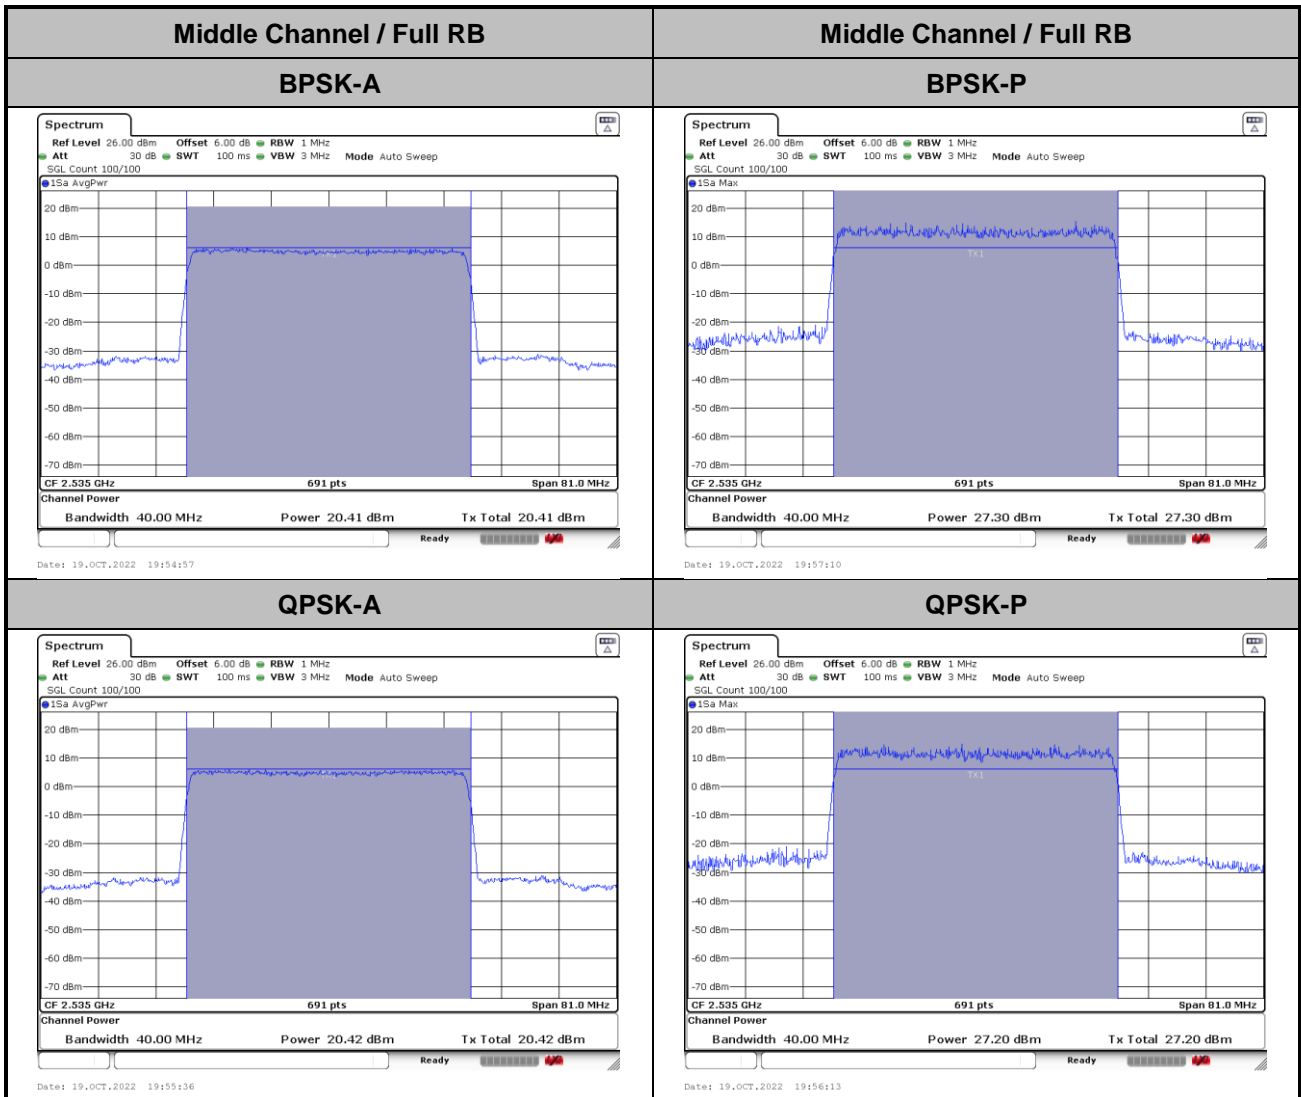 Middle Channel / Full RB
Middle Channel / Full RB
BPSK-A
BPSK-P
Spectrum
Ref Level 26.00 dBm Offset 6.00 dB RBW 1 MHz
Att 30 dB SWT 100 ms VBW 3 MHz Mode Auto Sweep
SGL Count 100/100
1Sa AvgPwr
20 dBm
10 dBm
0 dBm
-10 dBm
-20 dBm
-30 dBm
-40 dBm
-50 dBm
-60 dBm
-70 dBm
CF 2.535 GHz 691 pts Span 81.0 MHz
Channel Power
Bandwidth 40.00 MHz Power 20.41 dBm Tx Total 20.41 dBm
Ready
Date: 19.OCT.2022 19:54:57
Spectrum
Ref Level 26.00 dBm Offset 6.00 dB RBW 1 MHz
Att 30 dB SWT 100 ms VBW 3 MHz Mode Auto Sweep
SGL Count 100/100
1Sa Max
20 dBm
10 dBm
TX1
0 dBm
-10 dBm
-20 dBm
-30 dBm
-40 dBm
-50 dBm
-60 dBm
-70 dBm
CF 2.535 GHz 691 pts Span 81.0 MHz
Channel Power
Bandwidth 40.00 MHz Power 27.30 dBm Tx Total 27.30 dBm
Ready
Date: 19.OCT.2022 19:57:10
QPSK-A
QPSK-P
Spectrum
Ref Level 26.00 dBm Offset 6.00 dB RBW 1 MHz
Att 30 dB SWT 100 ms VBW 3 MHz Mode Auto Sweep
SGL Count 100/100
1Sa AvgPwr
20 dBm
10 dBm
0 dBm
-10 dBm
-20 dBm
-30 dBm
-40 dBm
-50 dBm
-60 dBm
-70 dBm
CF 2.535 GHz 691 pts Span 81.0 MHz
Channel Power
Bandwidth 40.00 MHz Power 20.42 dBm Tx Total 20.42 dBm
Ready
Date: 19.OCT.2022 19:55:36
Spectrum
Ref Level 26.00 dBm Offset 6.00 dB RBW 1 MHz
Att 30 dB SWT 100 ms VBW 3 MHz Mode Auto Sweep
SGL Count 100/100
1Sa Max
20 dBm
10 dBm
TX1
0 dBm
-10 dBm
-20 dBm
-30 dBm
-40 dBm
-50 dBm
-60 dBm
-70 dBm
CF 2.535 GHz 691 pts Span 81.0 MHz
Channel Power
Bandwidth 40.00 MHz Power 27.20 dBm Tx Total 27.20 dBm
Ready
Date: 19.OCT.2022 19:56:13